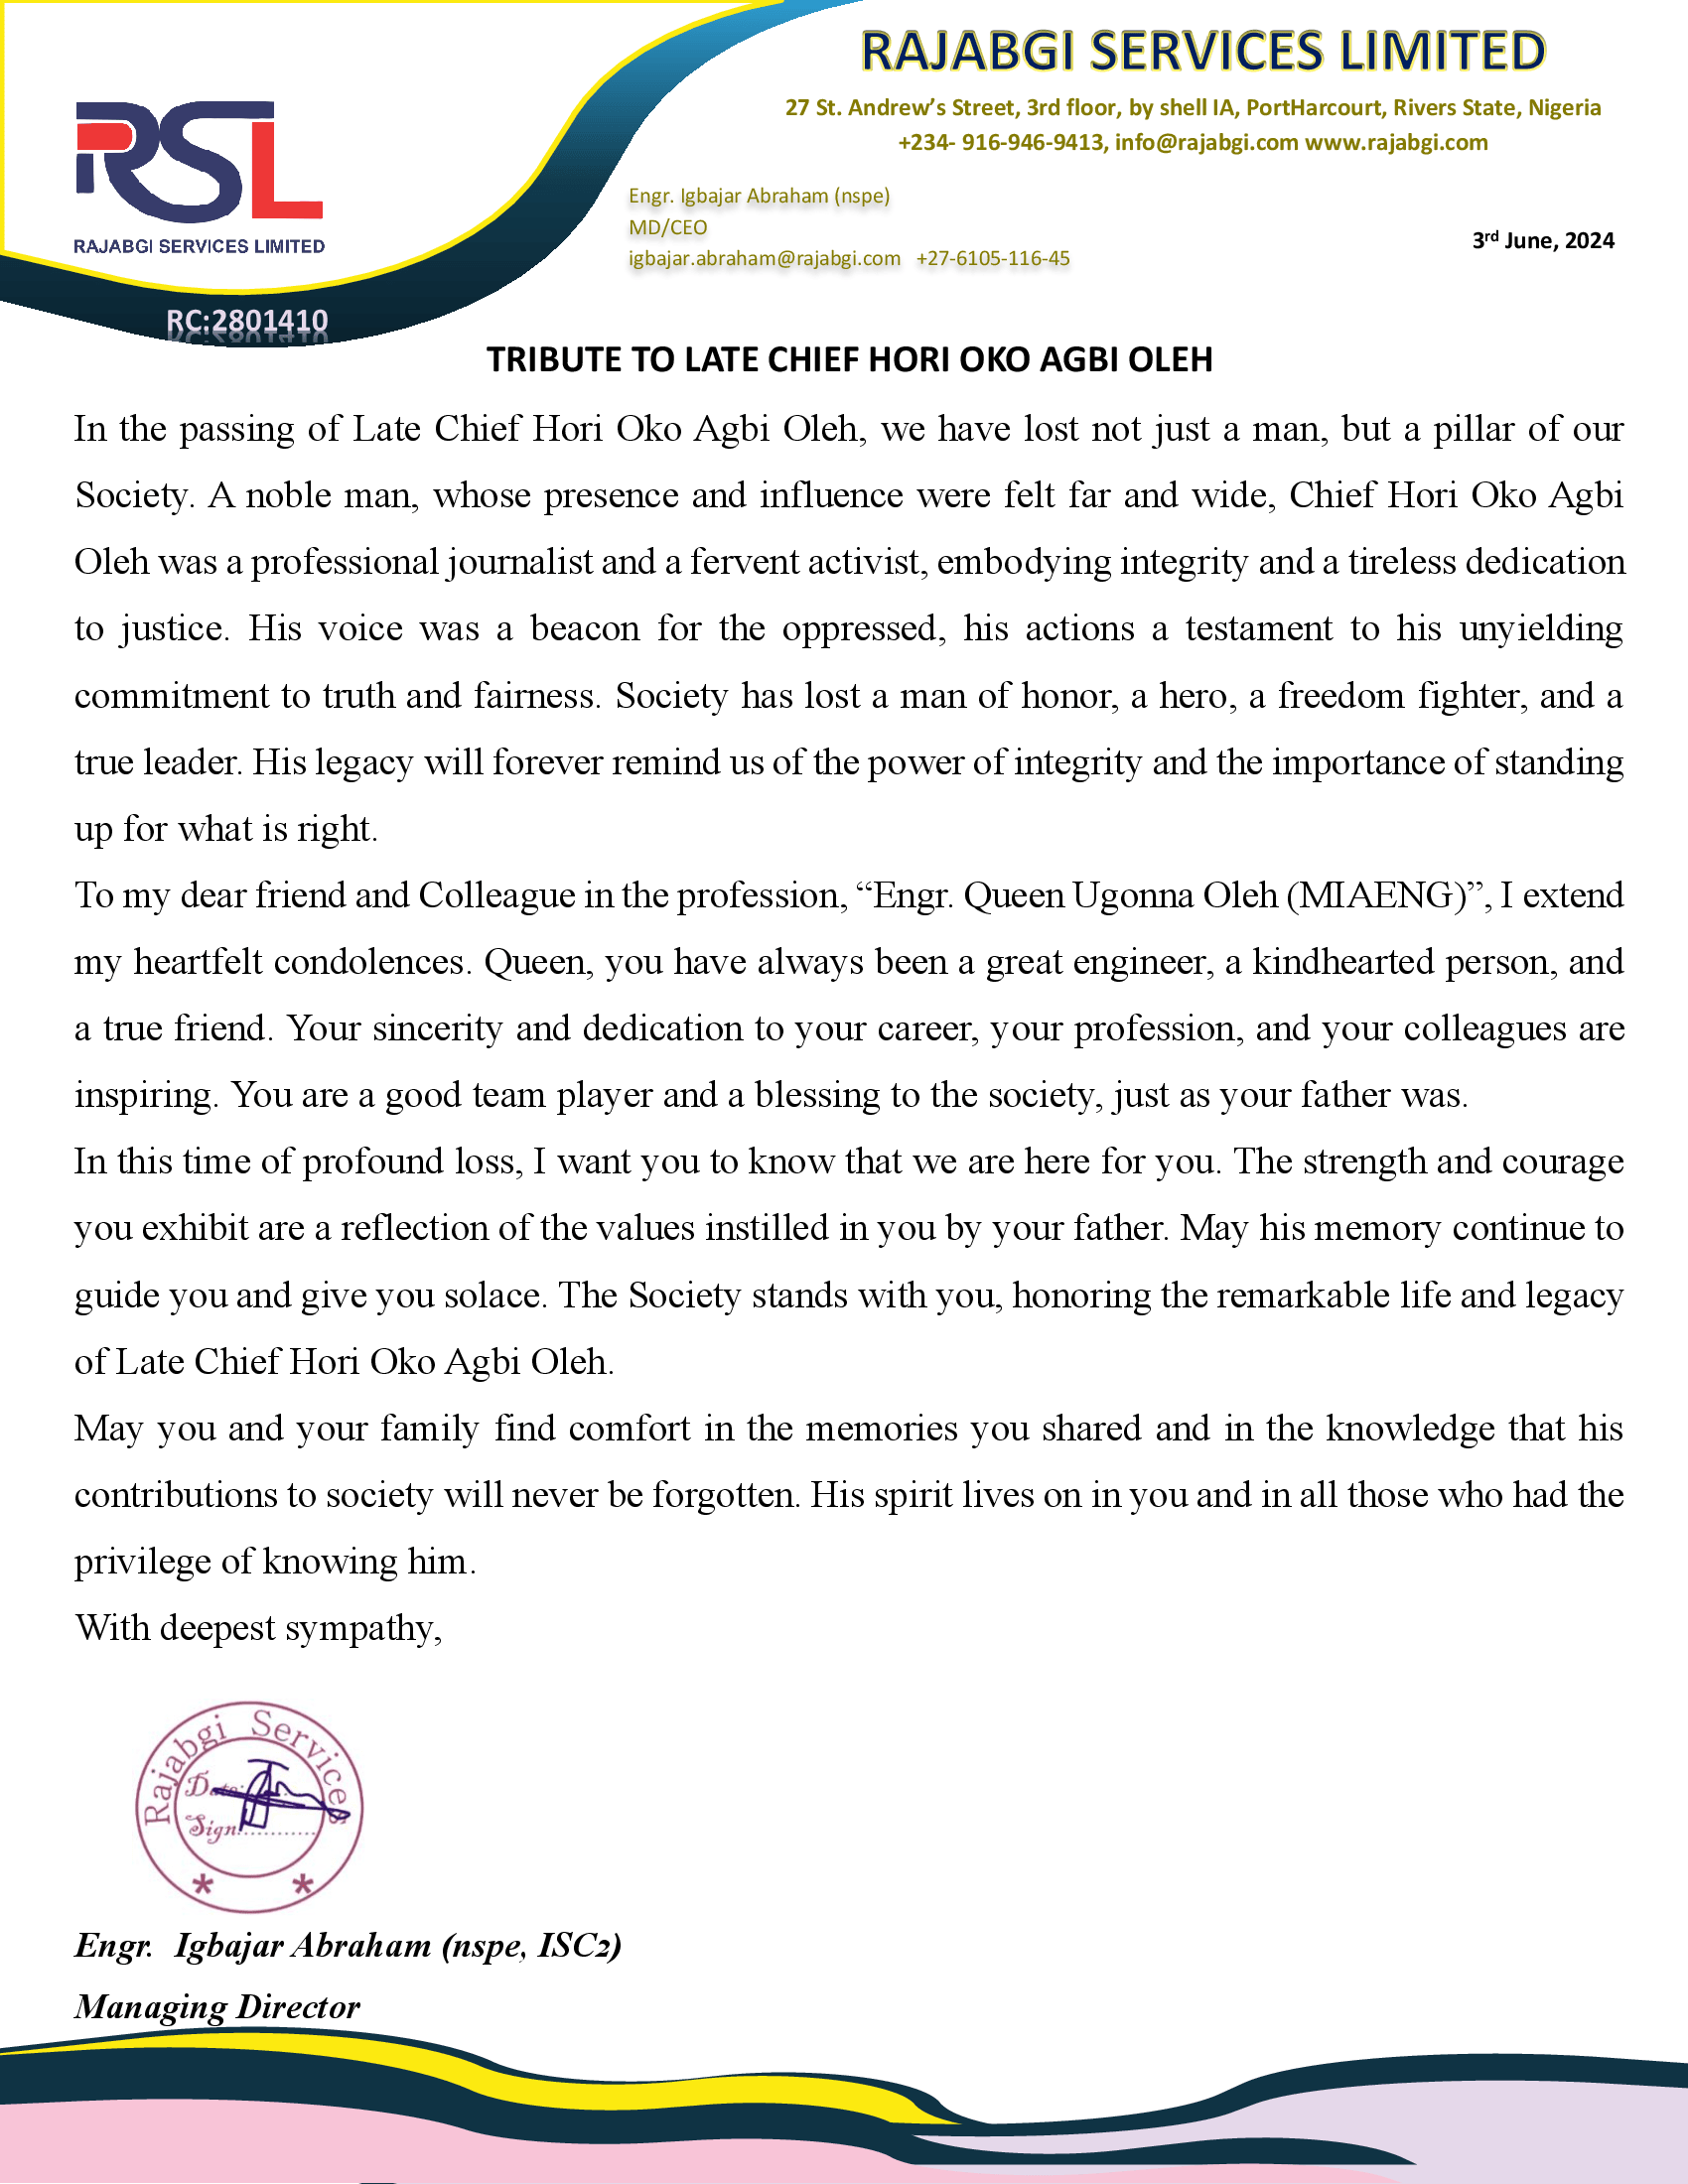 RAJABGI SERVICES LIMITED
27 St. Andrew’s Street, 3rd floor, by shell IA, PortHarcourt, Rivers State, Nigeria
+234- 916-946-9413, info@rajabgi.com www.rajabgi.com
RSL
RAJABGI SERVICES LIMITED
RC:2801410
Engr. Igbajar Abraham (nspe)
MD/CEO
igbajar.abraham@rajabgi.com +27-6105-116-45
3rd June, 2024
TRIBUTE TO LATE CHIEF HORI OKO AGBI OLEH
In the passing of Late Chief Hori Oko Agbi Oleh, we have lost not just a man, but a pillar of our
Society. A noble man, whose presence and influence were felt far and wide, Chief Hori Oko Agbi
Oleh was a professional journalist and a fervent activist, embodying integrity and a tireless dedication
to justice. His voice was a beacon for the oppressed, his actions a testament to his unyielding
commitment to truth and fairness. Society has lost a man of honor, a hero, a freedom fighter, and a
true leader. His legacy will forever remind us of the power of integrity and the importance of standing
up for what is right.
To my dear friend and Colleague in the profession, “Engr. Queen Ugonna Oleh (MIAENG)”, I extend
my heartfelt condolences. Queen, you have always been a great engineer, a kindhearted person, and
a true friend. Your sincerity and dedication to your career, your profession, and your colleagues are
inspiring. You are a good team player and a blessing to the society, just as your father was.
In this time of profound loss, I want you to know that we are here for you. The strength and courage
you exhibit are a reflection of the values instilled in you by your father. May his memory continue to
guide you and give you solace. The Society stands with you, honoring the remarkable life and legacy
of Late Chief Hori Oko Agbi Oleh.
May you and your family find comfort in the memories you shared and in the knowledge that his
contributions to society will never be forgotten. His spirit lives on in you and in all those who had the
privilege of knowing him.
With deepest sympathy,
Rajabgi Services
Date:
Sign:............
* *
Engr. Igbajar Abraham (nspe, ISC2)
Managing Director